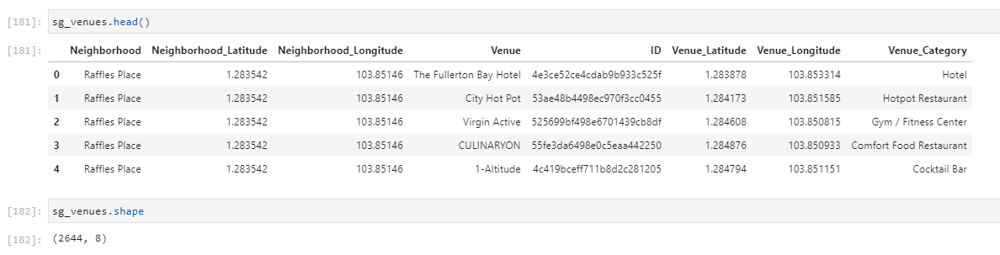 [181]: sg_venues.head()
[181]: Neighborhood Neighborhood_Latitude Neighborhood_Longitude Venue ID Venue_Latitude Venue_Longitude Venue_Category
0 Raffles Place 1.283542 103.85146 The Fullerton Bay Hotel 4e3ce52ce4cdab9b933c525f 1.283878 103.853314 Hotel
1 Raffles Place 1.283542 103.85146 City Hot Pot 53ae48b4498ec970f3cc0455 1.284173 103.851585 Hotpot Restaurant
2 Raffles Place 1.283542 103.85146 Virgin Active 525699bf498e6701439cb8df 1.284608 103.850815 Gym / Fitness Center
3 Raffles Place 1.283542 103.85146 CULINARYON 55fe3da6498e0c5eaa442250 1.284876 103.850933 Comfort Food Restaurant
4 Raffles Place 1.283542 103.85146 1-Altitude 4c419bceff711b8d2c281205 1.284794 103.851151 Cocktail Bar
[182]: sg_venues.shape
[182]: (2644, 8)